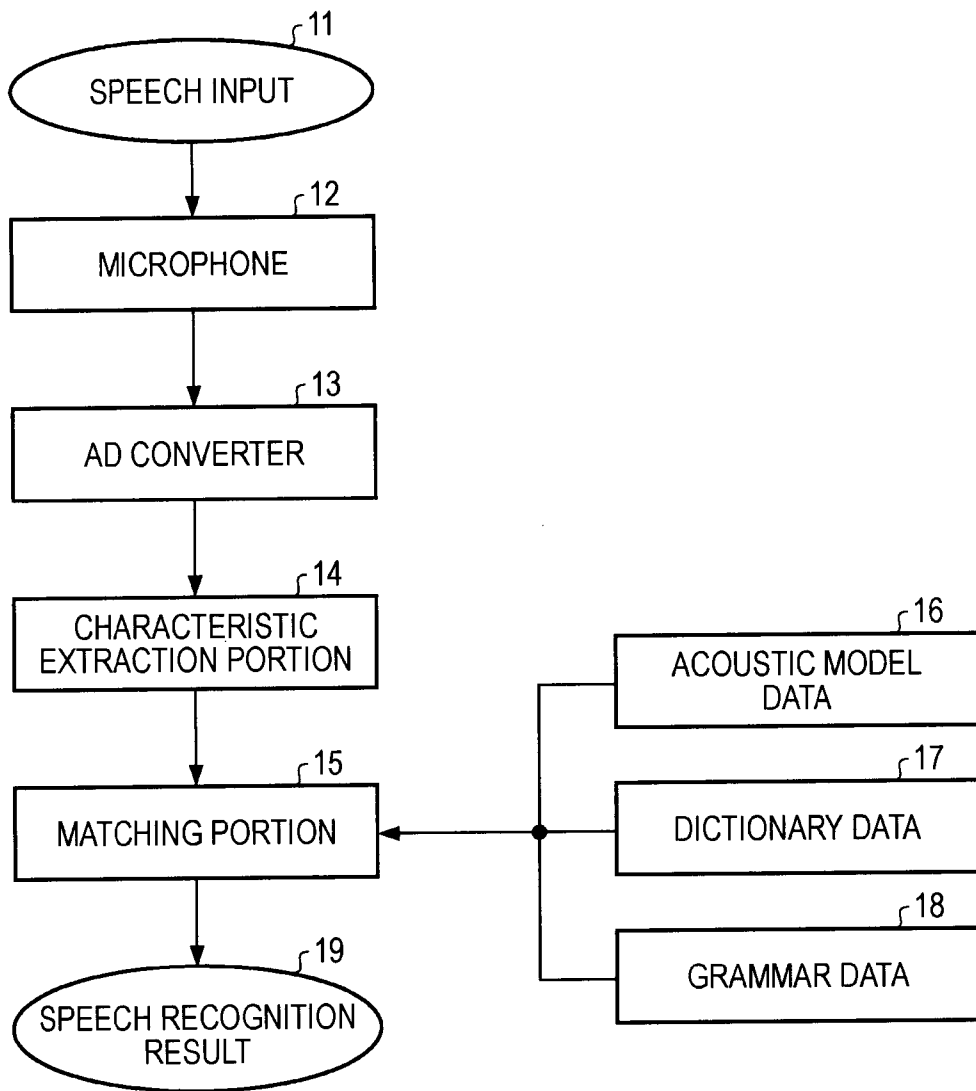 11
SPEECH INPUT
12
MICROPHONE
13
AD CONVERTER
14
CHARACTERISTIC
EXTRACTION PORTION
15
MATCHING PORTION
16
ACOUSTIC MODEL
DATA
17
DICTIONARY DATA
18
GRAMMAR DATA
19
SPEECH RECOGNITION
RESULT